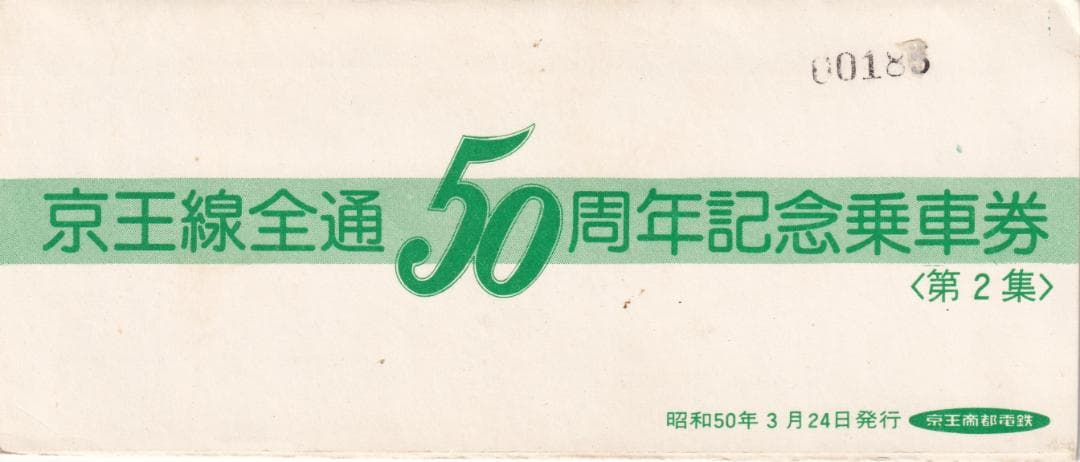 00185
京王線全通50周年記念乗車券
〈第2集〉
昭和50年3月24日発行 京王帝都電鉄